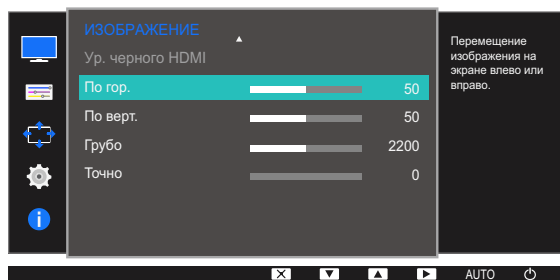 ИЗОБРАЖЕНИЕ
Ур. черного HDMI
По гор. 50
По верт. 50
Грубо 2200
Точно 0
Перемещение
изображения на
экране влево или
вправо.
AUTO